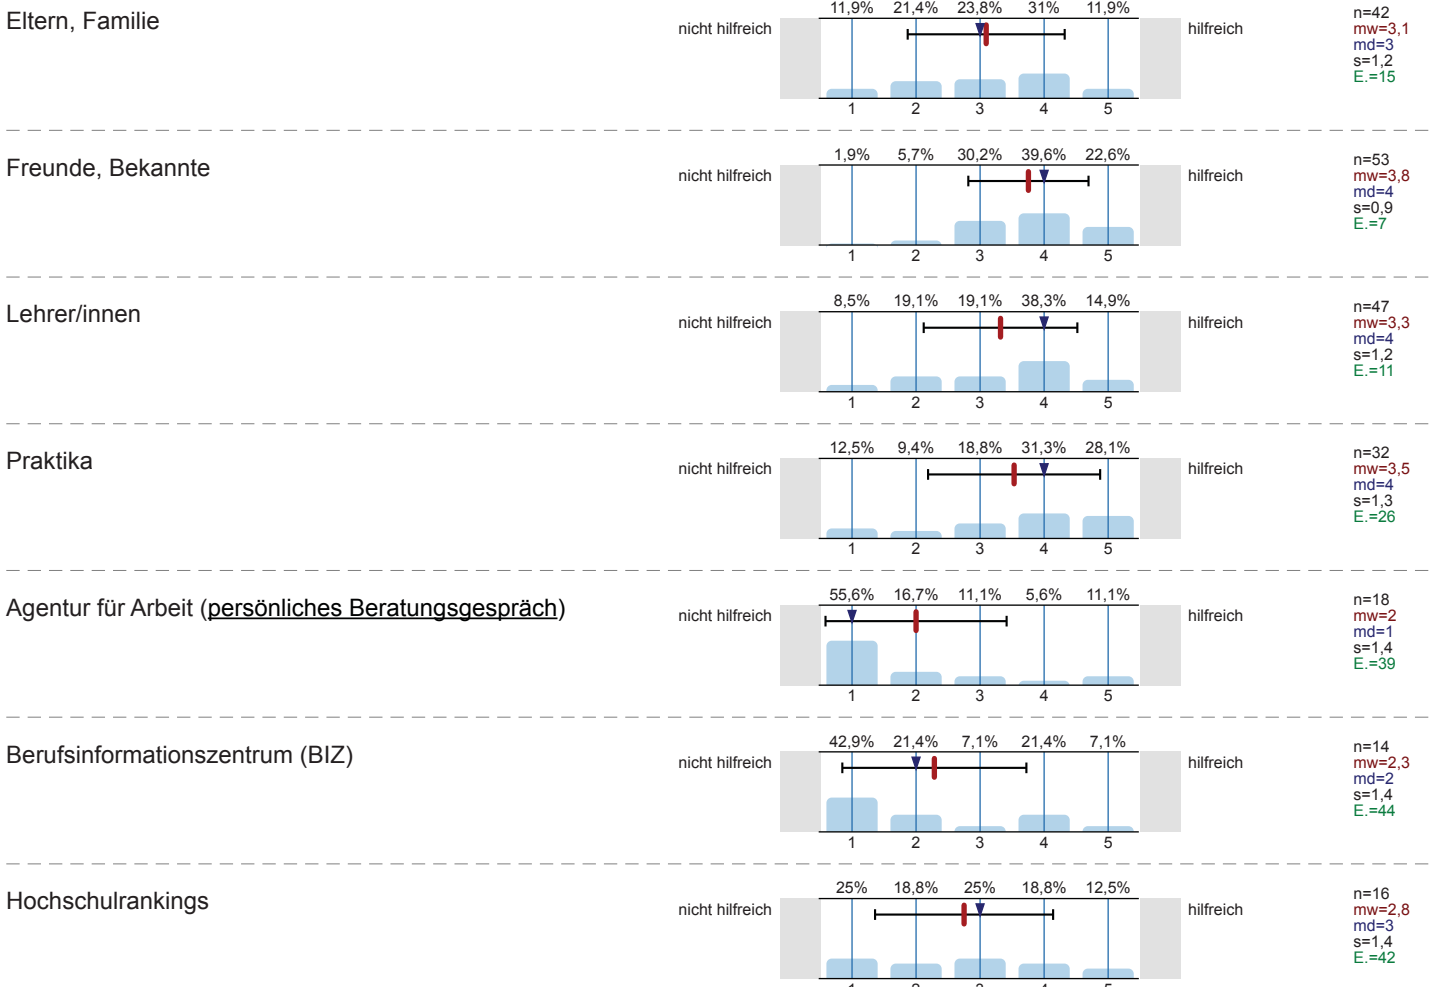 Eltern, Familie
11,9% 21,4% 23,8% 31% 11,9%
nicht hilfreich
hilfreich
1 2 3 4 5
n=42
mw=3,1
md=3
s=1,2
E.=15
Freunde, Bekannte
1,9% 5,7% 30,2% 39,6% 22,6%
nicht hilfreich
hilfreich
1 2 3 4 5
n=53
mw=3,8
md=4
s=0,9
E.=7
Lehrer/innen
8,5% 19,1% 19,1% 38,3% 14,9%
nicht hilfreich
hilfreich
1 2 3 4 5
n=47
mw=3,3
md=4
s=1,2
E.=11
Praktika
12,5% 9,4% 18,8% 31,3% 28,1%
nicht hilfreich
hilfreich
1 2 3 4 5
n=32
mw=3,5
md=4
s=1,3
E.=26
Agentur für Arbeit (persönliches Beratungsgespräch)
55,6% 16,7% 11,1% 5,6% 11,1%
nicht hilfreich
hilfreich
1 2 3 4 5
n=18
mw=2
md=1
s=1,4
E.=39
Berufsinformationszentrum (BIZ)
42,9% 21,4% 7,1% 21,4% 7,1%
nicht hilfreich
hilfreich
1 2 3 4 5
n=14
mw=2,3
md=2
s=1,4
E.=44
Hochschulrankings
25% 18,8% 25% 18,8% 12,5%
nicht hilfreich
hilfreich
1 2 3 4 5
n=16
mw=2,8
md=3
s=1,4
E.=42